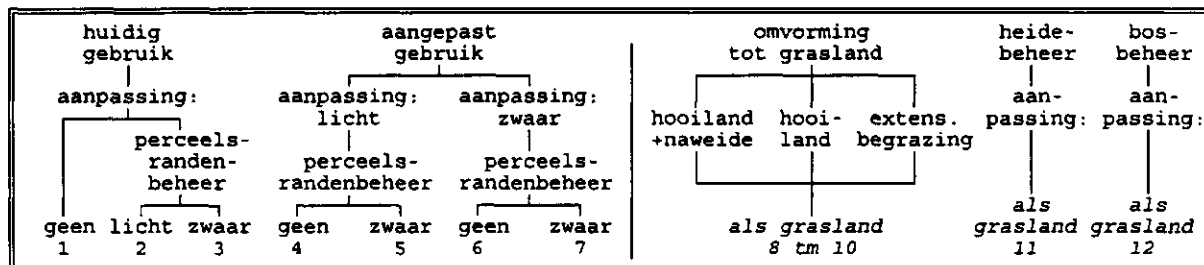 huidig aangepast omvorming heide- bos-
gebruik gebruik tot grasland beheer beheer
aanpassing: aanpassing: aanpassing: aan- aan-
licht zwaar hooiland hooi- extens. passing: passing:
perceels- +naweide land begrazing
randen- perceels- perceels-
beheer randenbeheer randenbeheer
als als
geen licht zwaar geen zwaar geen zwaar als grasland grasland grasland
1 2 3 4 5 6 7 8 tm 10 11 12